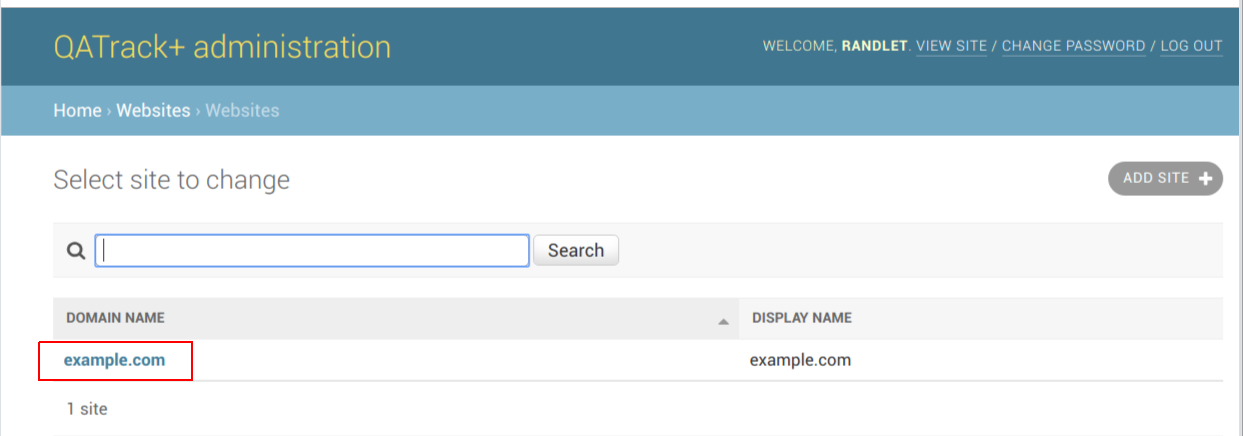 QATrack+ administration
WELCOME, RANDLET. VIEW SITE / CHANGE PASSWORD / LOG OUT
Home › Websites › Websites
Select site to change
ADD SITE +
Search
DOMAIN NAME
DISPLAY NAME
example.com
example.com
1 site